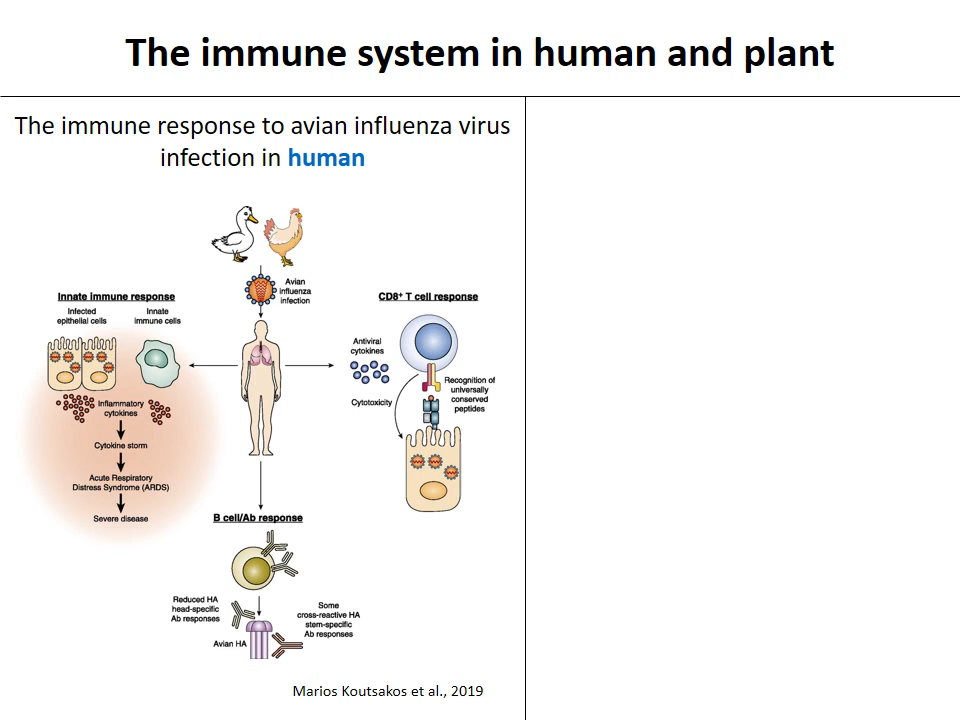 The immune system in human and plant
The immune response to avian influenza virus
infection in human
Avian
influenza
infection
Innate immune response
Infected
epithelial cells
Innate
immune cells
Inflammatory
cytokines
Cytokine storm
Acute Respiratory
Distress Syndrome (ARDS)
Severe disease
CD8⁺ T cell response
Antiviral
cytokines
Cytotoxicity
Recognition of
universally
conserved
peptides
B cell/Ab response
Reduced HA
head-specific
Ab responses
Some
cross-reactive HA
stem-specific
Ab responses
Avian HA
Marios Koutsakos et al., 2019